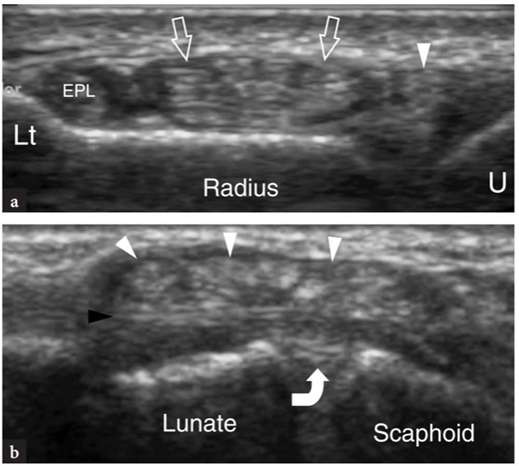 EPL
Lt
Radius
U
a
Lunate
Scaphoid
b